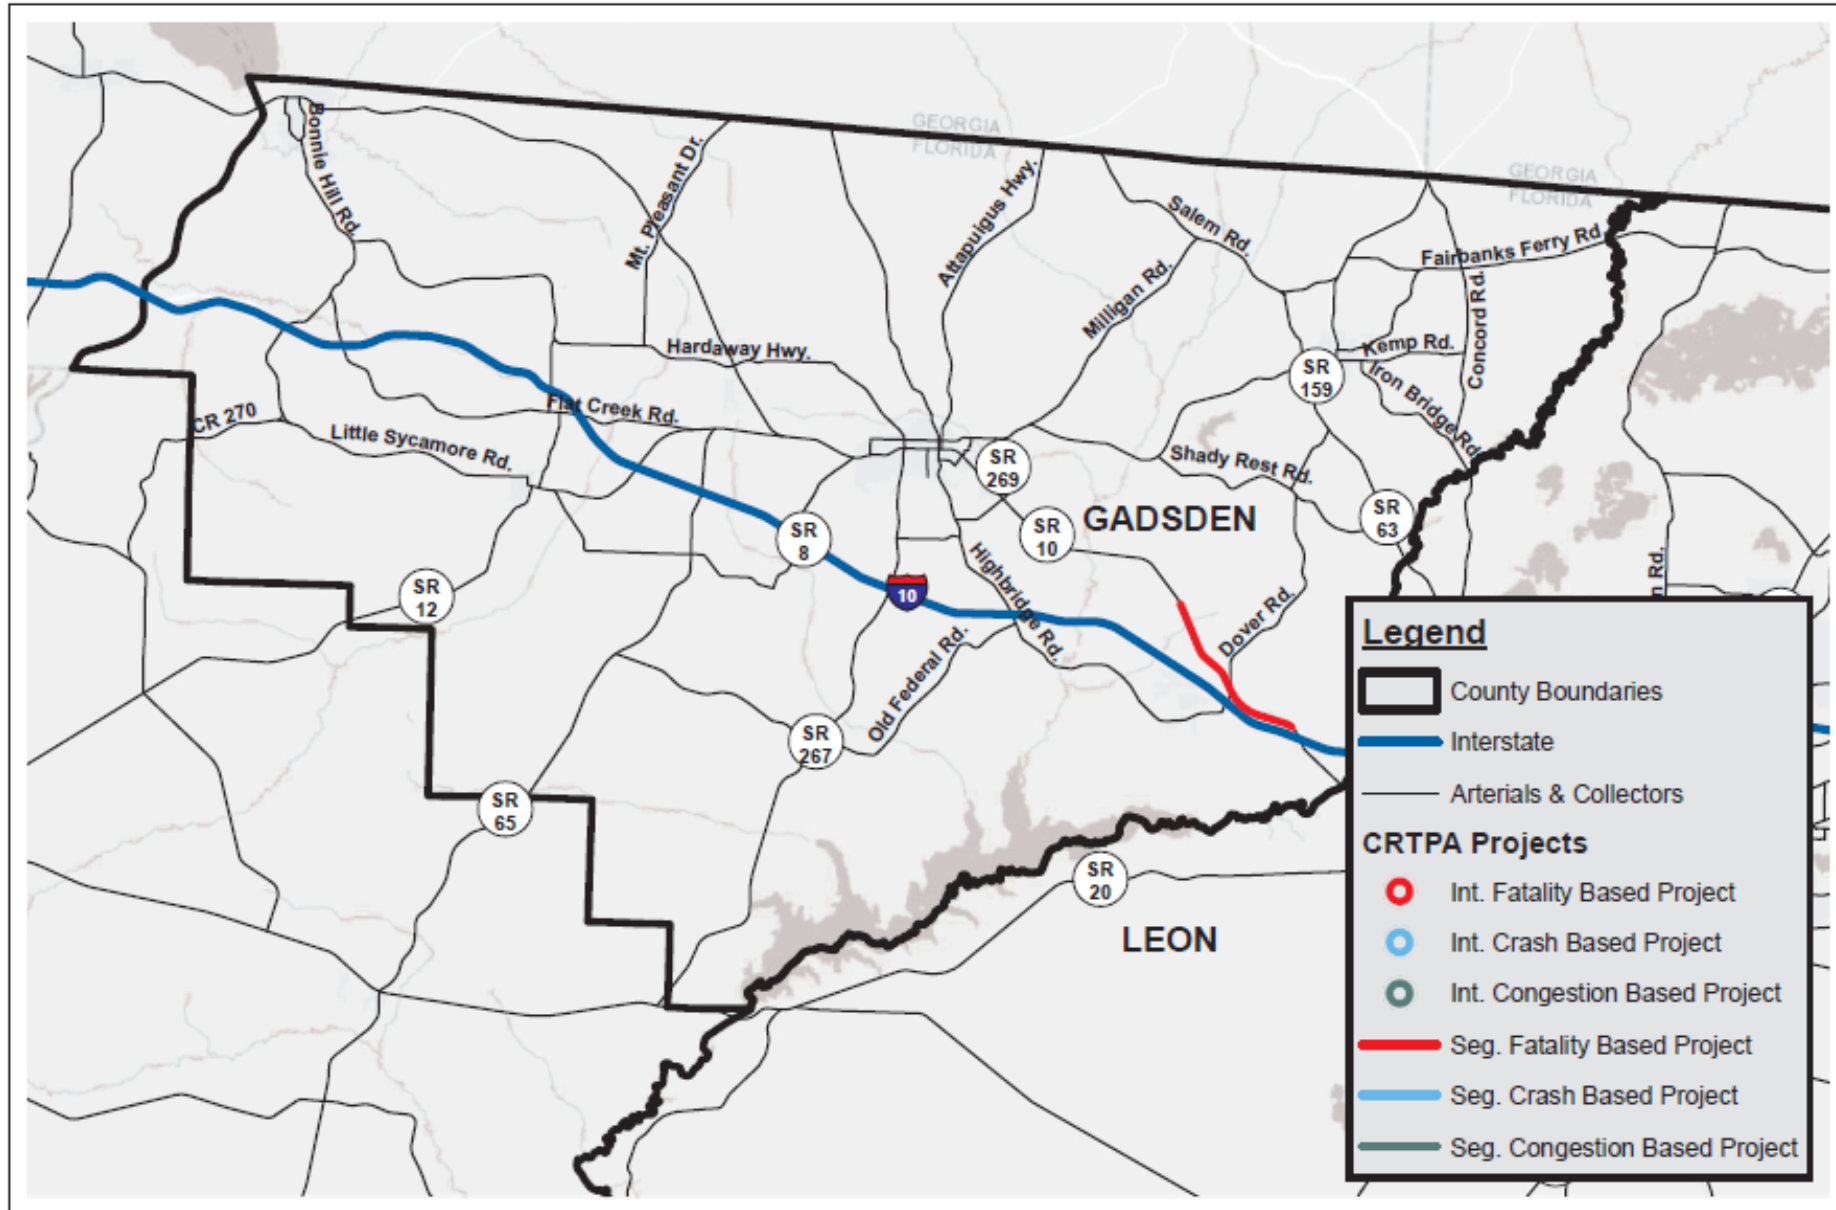 GEORGIA
FLORIDA
GEORGIA
FLORIDA
Bonnie Hill Rd.
Mt. Pleasant Dr.
Attapuigus Hwy.
Salem Rd.
Milligan Rd.
Fairbanks Ferry Rd
Concord Rd.
Kemp Rd.
Iron Bridge Rd.
Hardaway Hwy.
SR
159
Flat Creek Rd.
CR 270
Little Sycamore Rd.
Shady Rest Rd.
SR
269
SR
10
GADSDEN
SR
63
SR
8
10
SR
12
Highbridge Rd.
Dover Rd.
Old Federal Rd.
SR
267
SR
65
SR
20
LEON
Rd.
Legend
County Boundaries
Interstate
Arterials & Collectors
CRTPA Projects
Int. Fatality Based Project
Int. Crash Based Project
Int. Congestion Based Project
Seg. Fatality Based Project
Seg. Crash Based Project
Seg. Congestion Based Project